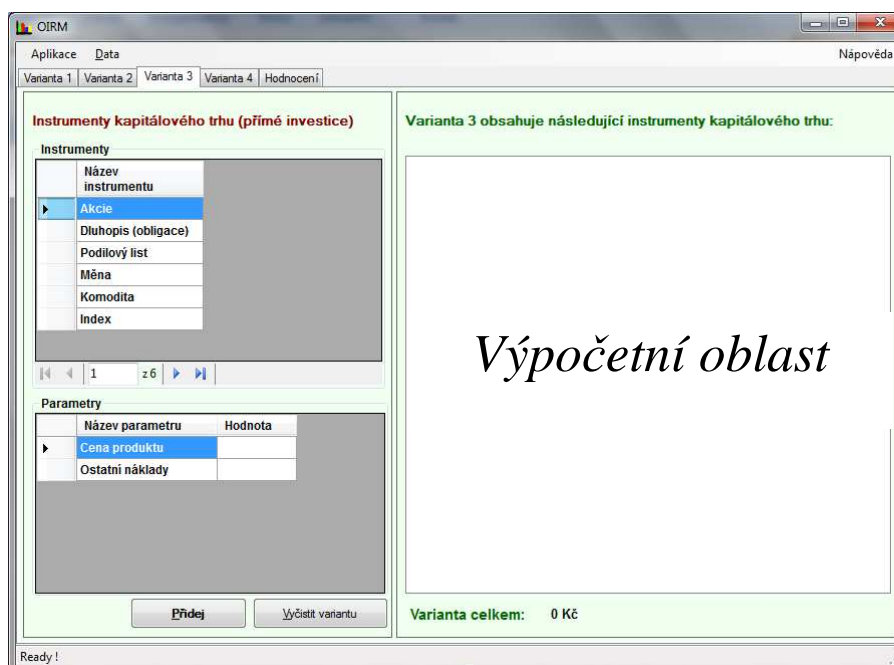 OIRM
Aplikace Data Nápověda
Varianta 1 Varianta 2 Varianta 3 Varianta 4 Hodnocení
Instrumenty kapitálového trhu (přímé investice)
Instrumenty
Název
instrumentu
Akcie
Dluhopis (obligace)
Podilový list
Měna
Komodita
Index
1 z 6
Parametry
Název parametru Hodnota
Cena produktu
Ostatní náklady
Přidej Vyčistit variantu
Varianta 3 obsahuje následující instrumenty kapitálového trhu:
Výpočetní oblast
Varianta celkem: 0 Kč
Ready !